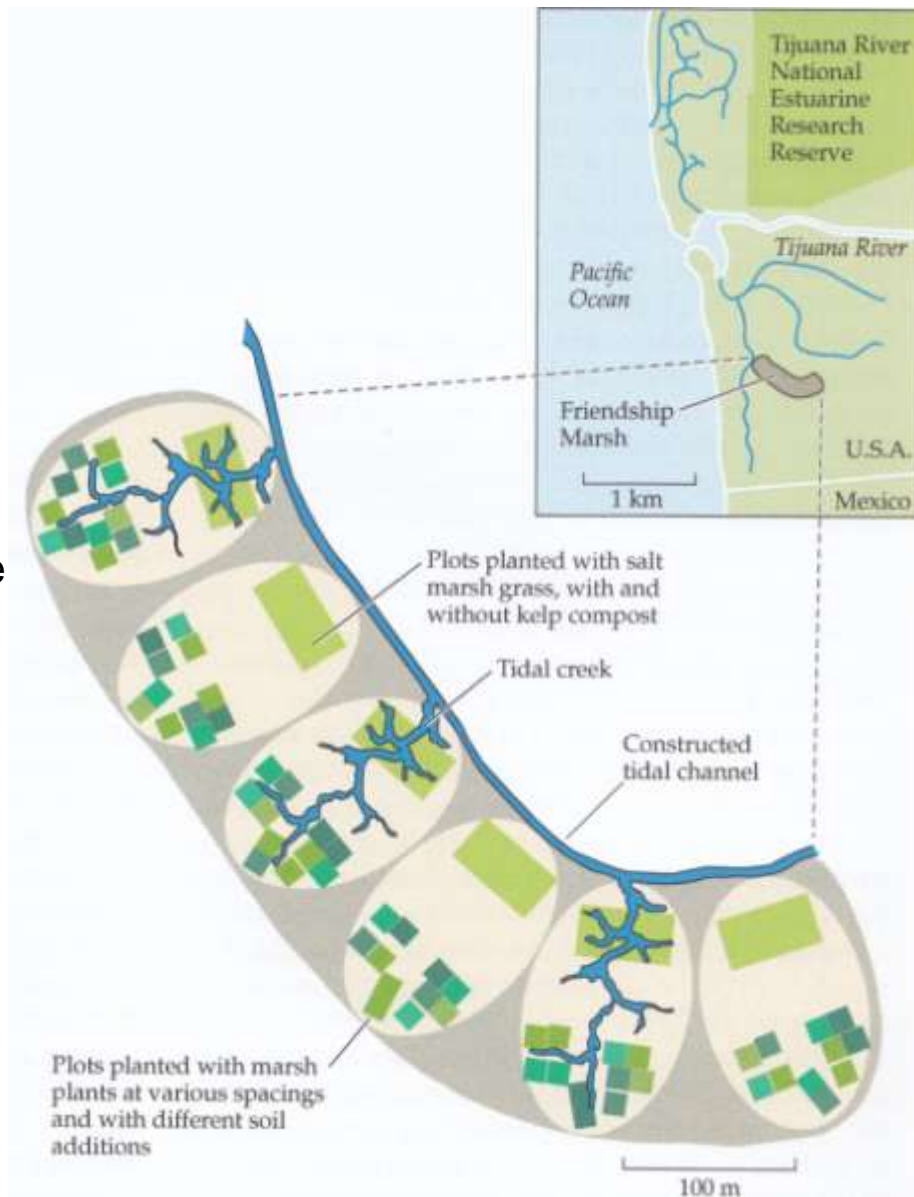 Tijuana River
National
Estuarine
Research
Reserve
Tijuana River
Pacific
Ocean
Friendship
Marsh
U.S.A.
1 km
Mexico
e
Plots planted with salt
marsh grass, with and
without kelp compost
Tidal creek
Constructed
tidal channel
Plots planted with marsh
plants at various spacings
and with different soil
additions
100 m